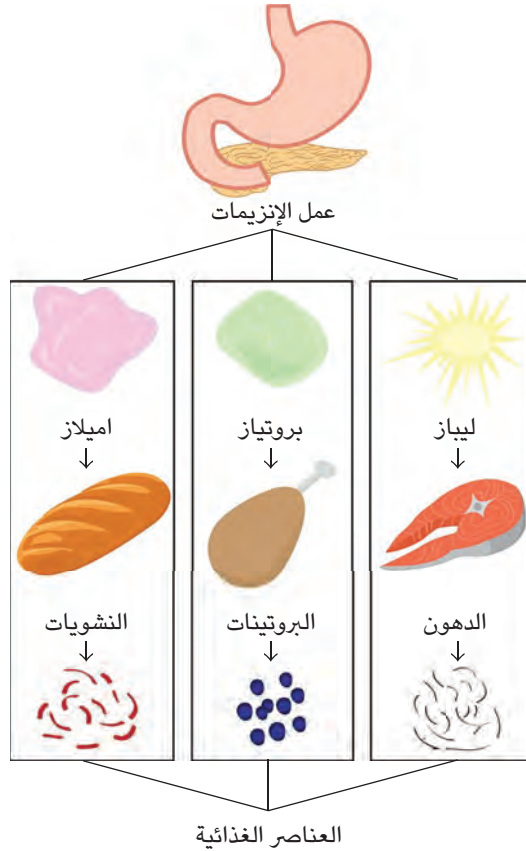 عمل الإنزيمات
ليباز
بروتياز
اميلاز
الدهون
البروتينات
النشويات
العناصر الغذائية